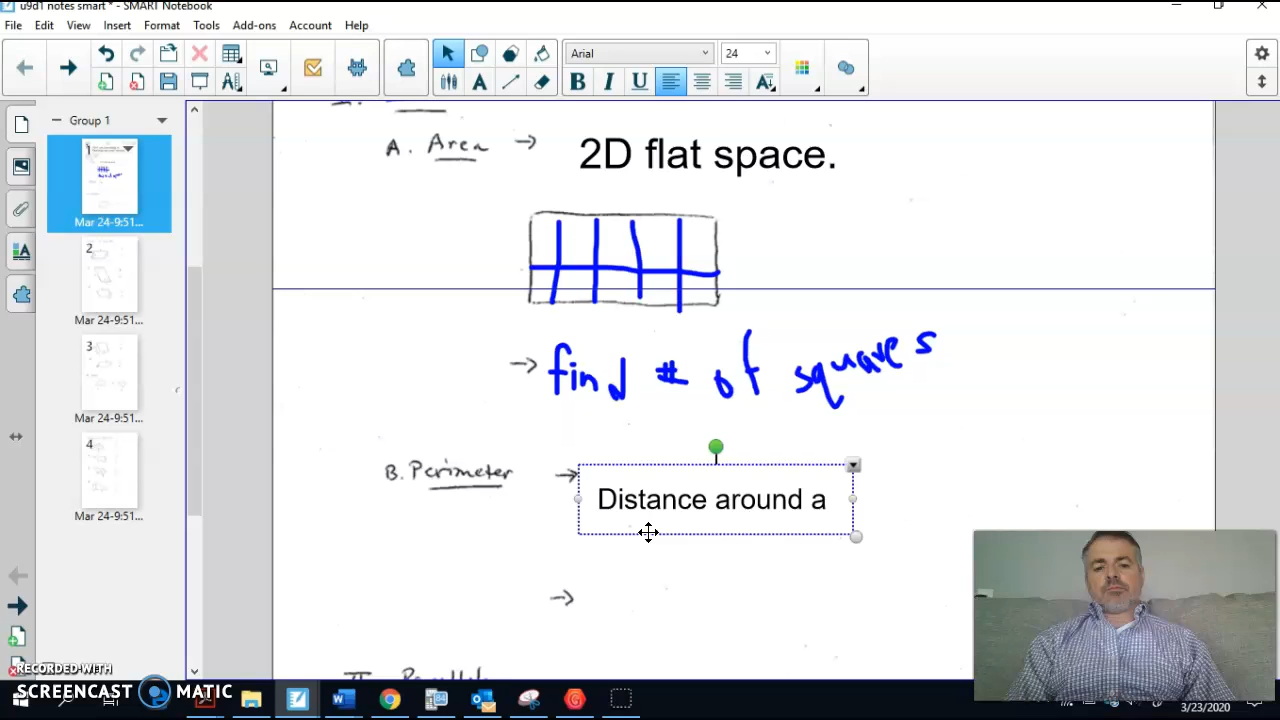 u9d1 notes smart * - SMART Notebook
File Edit View Insert Format Tools Add-ons Account Help
Arial 24
B I U
Group 1
1
Mar 24-9:51...
2
Mar 24-9:51...
3
Mar 24-9:51...
4
Mar 24-9:51...
A. Area → 2D flat space.
→ find # of squares
B. Perimeter → Distance around a
→
RECORDED WITH
SCREENCAST MATIC
3/23/2020